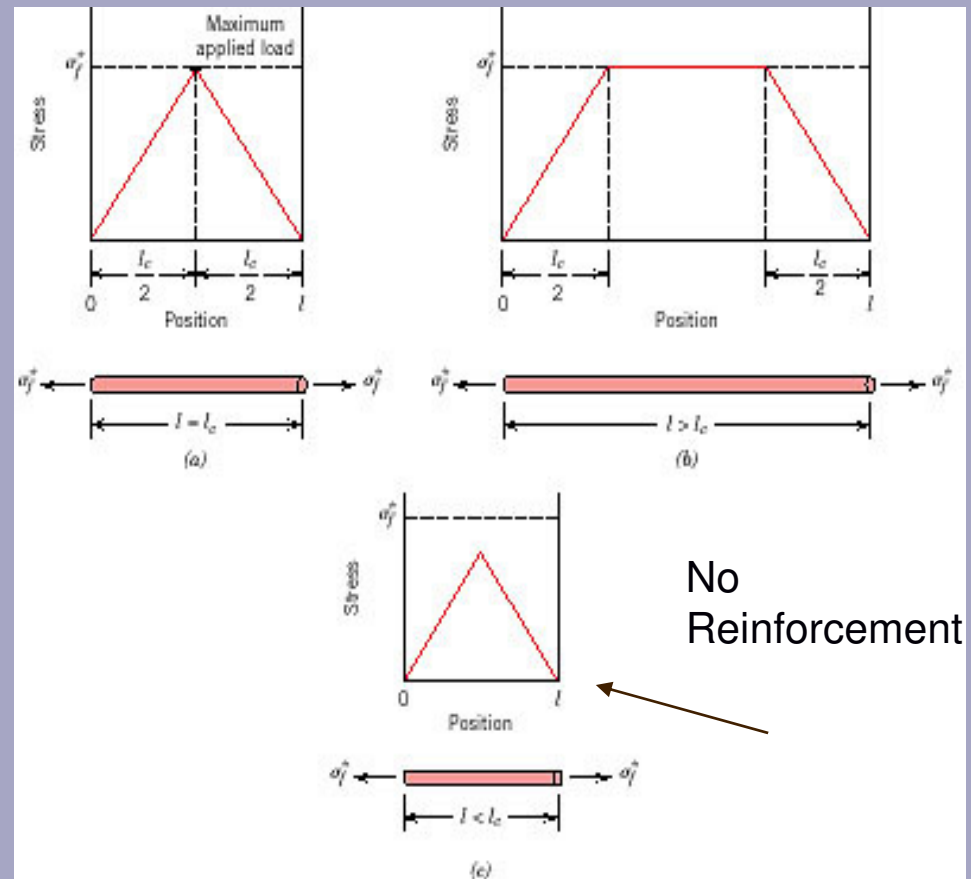 Maximum
applied load
σ*f
Stress
lc
2
lc
2
0
l
Position
σ*f
σ*f
l = lc
(a)
σ*f
Stress
lc
2
lc
2
0
l
Position
σ*f
σ*f
l > lc
(b)
σ*f
Stress
0
l
Position
σ*f
σ*f
l < lc
(c)
No
Reinforcement